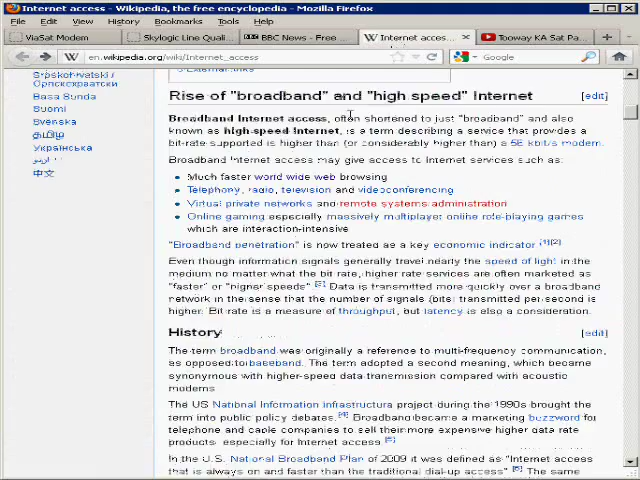 Internet access - Wikipedia, the free encyclopedia - Mozilla Firefox
File Edit View History Bookmarks Tools Help
ViaSat Modem Skylogic Line Quali... BBC News - Free ... Internet acces... Tooway KA Sat Pa...
en.wikipedia.org/wiki/Internet_access Google
Srpskohrvatski /
Српскохрватски
Basa Sunda
Suomi
Svenska
தமிழ்
Українська
اردو
中文
Rise of "broadband" and "high speed" Internet [edit]
Broadband Internet access, often shortened to just "broadband" and also
known as high-speed Internet, is a term describing a service that provides a
bit-rate supported is higher than (or considerably higher than) a 56 kbit/s modem.
Broadband Internet access may give access to Internet services such as:
Much faster world wide web browsing
Telephony, radio, television and videoconferencing
Virtual private networks and remote systems administration
Online gaming especially massively multiplayer online role-playing games
which are interaction-intensive
"Broadband penetration" is now treated as a key economic indicator [1][2]
Even though information signals generally travel nearly the speed of light in the
medium no matter what the bit rate, higher rate services are often marketed as
"faster" or "higher speeds" [3] Data is transmitted more quickly over a broadband
network in the sense that the number of signals (bits) transmitted per second is
higher. Bit rate is a measure of throughput, but latency is also a consideration.
History [edit]
The term broadband was originally a reference to multi-frequency communication,
as opposed to baseband. The term adopted a second meaning, which became
synonymous with higher-speed data transmission compared with acoustic
modems
The US National Information Infrastructure project during the 1990s brought the
term into public policy debates. [4] Broadband became a marketing buzzword for
telephone and cable companies to sell their more expensive higher data rate
products, especially for Internet access [5]
In the U.S. National Broadband Plan of 2009 it was defined as "Internet access
that is always on and faster than the traditional dial-up access" [5] The same